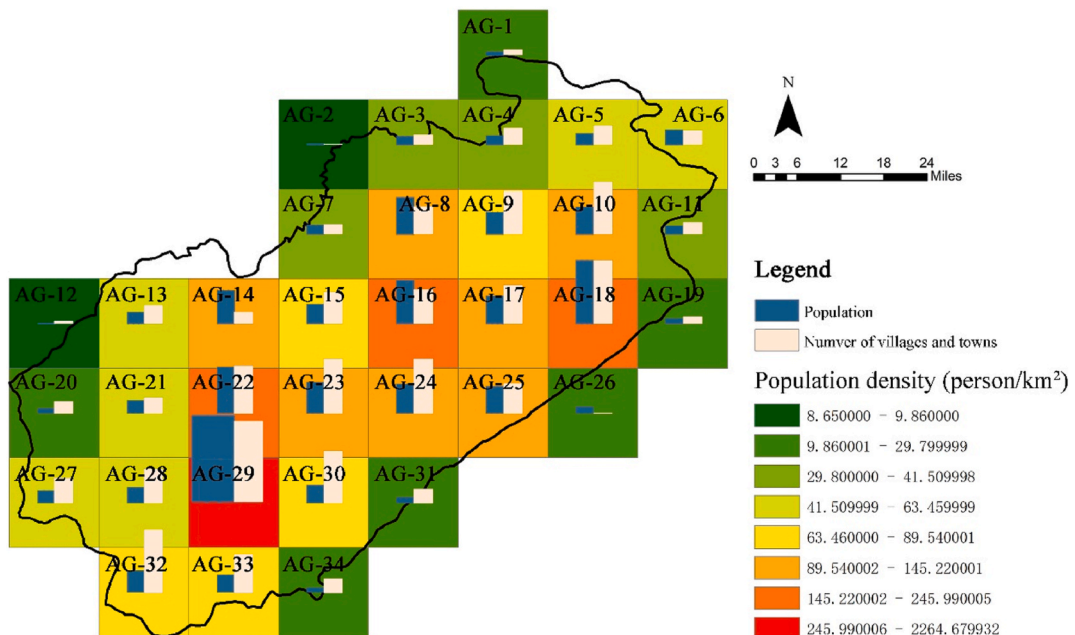 AG-1
AG-2 AG-3 AG-4 AG-5 AG-6
N
0 3 6 12 18 24
Miles
AG-7 AG-8 AG-9 AG-10 AG-11
Legend
Population
Numver of villages and towns
AG-12 AG-13 AG-14 AG-15 AG-16 AG-17 AG-18 AG-19
AG-20 AG-21 AG-22 AG-23 AG-24 AG-25 AG-26
AG-27 AG-28 AG-29 AG-30 AG-31
AG-32 AG-33 AG-34
Population density (person/km²)
8.650000 - 9.860000
9.860001 - 29.799999
29.800000 - 41.509998
41.509999 - 63.459999
63.460000 - 89.540001
89.540002 - 145.220001
145.220002 - 245.990005
245.990006 - 2264.679932